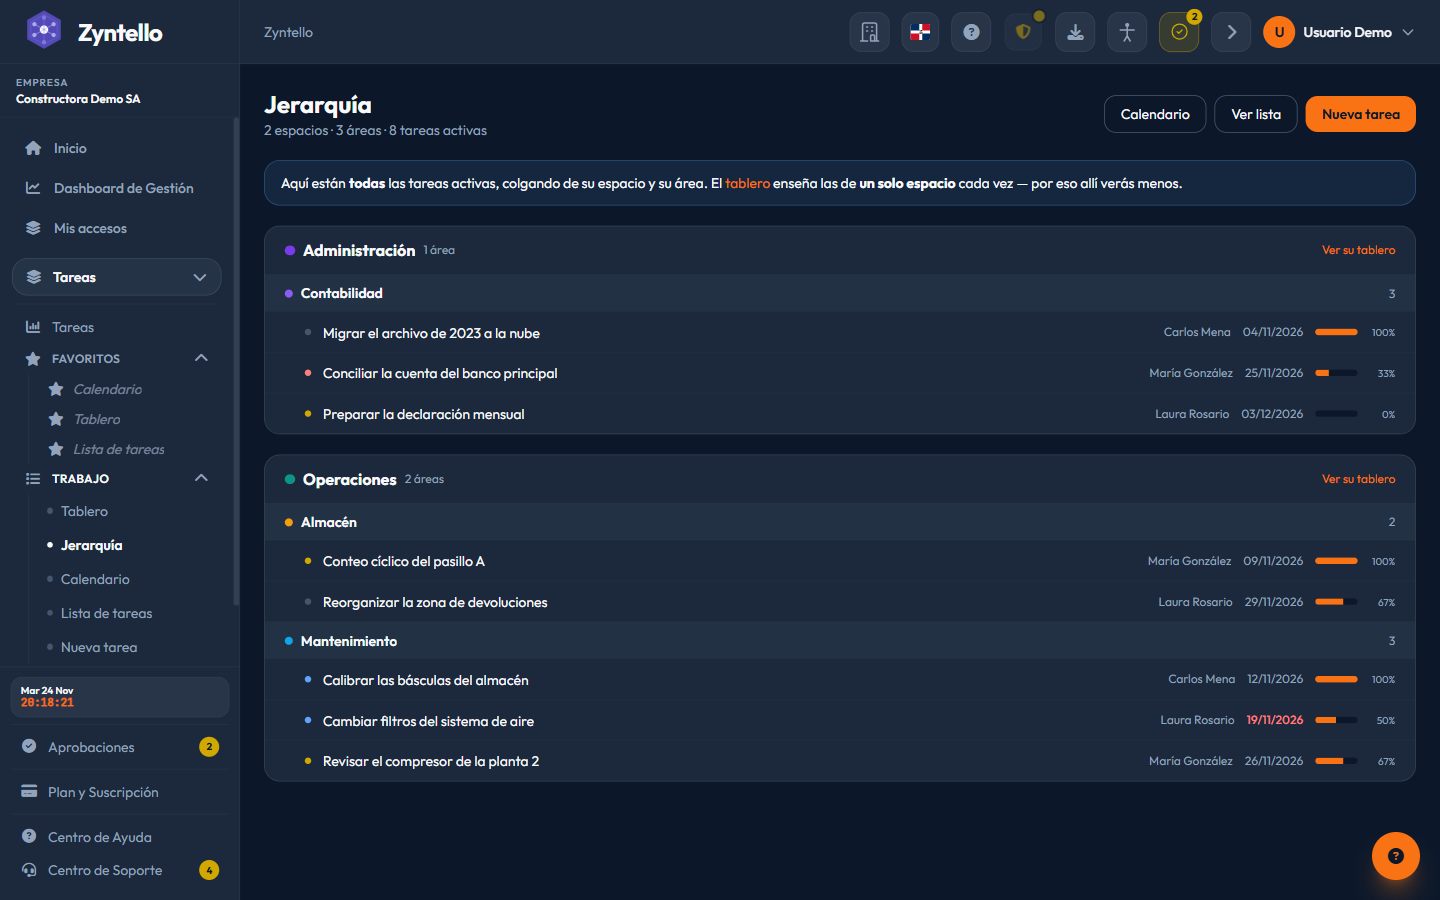 Zyntello
Zyntello
2
U
Usuario Demo
EMPRESA
Constructora Demo SA
Inicio
Dashboard de Gestión
Mis accesos
Tareas
Tareas
FAVORITOS
Calendario
Tablero
Lista de tareas
TRABAJO
Tablero
Jerarquía
Calendario
Lista de tareas
Nueva tarea
Mar 24 Nov
20:18:21
Aprobaciones 2
Plan y Suscripción
Centro de Ayuda
Centro de Soporte 4
Jerarquía
2 espacios · 3 áreas · 8 tareas activas
Calendario
Ver lista
Nueva tarea
Aquí están todas las tareas activas, colgando de su espacio y su área. El tablero enseña las de un solo espacio cada vez — por eso allí verás menos.
Administración 1 área Ver su tablero
Contabilidad 3
Migrar el archivo de 2023 a la nube Carlos Mena 04/11/2026 100%
Conciliar la cuenta del banco principal María González 25/11/2026 33%
Preparar la declaración mensual Laura Rosario 03/12/2026 0%
Operaciones 2 áreas Ver su tablero
Almacén 2
Conteo cíclico del pasillo A María González 09/11/2026 100%
Reorganizar la zona de devoluciones Laura Rosario 29/11/2026 67%
Mantenimiento 3
Calibrar las básculas del almacén Carlos Mena 12/11/2026 100%
Cambiar filtros del sistema de aire Laura Rosario 19/11/2026 50%
Revisar el compresor de la planta 2 María González 26/11/2026 67%